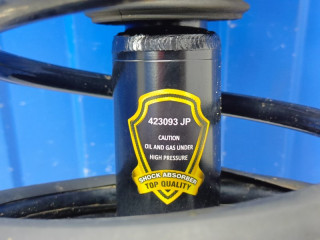 423093 JP
CAUTION
OIL AND GAS UNDER
HIGH PRESSURE
SHOCK ABSORBER
TOP QUALITY